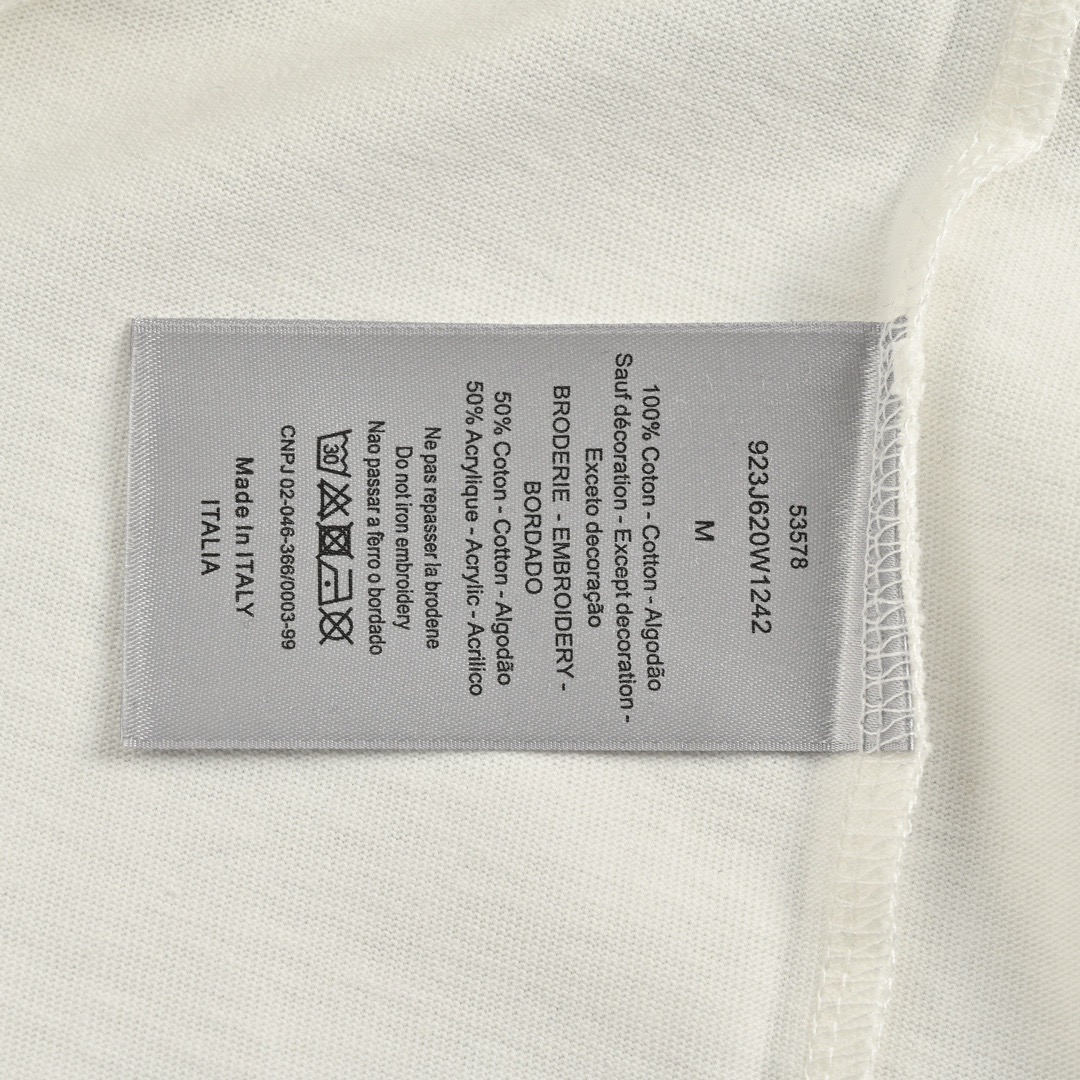 53578
923J620W1242
M
100% Coton - Cotton - Algodão
Sauf décoration - Except decoration -
Exceto decoração
BRODERIE - EMBROIDERY -
BORDADO
50% Coton - Cotton - Algodão
50% Acrylique - Acrylic - Acrilico
Ne pas repasser la brodene
Do not iron embroidery
Nao passar a ferro o bordado
30
CNPJ 02-046-366/0003-99
Made In ITALY
ITALIA